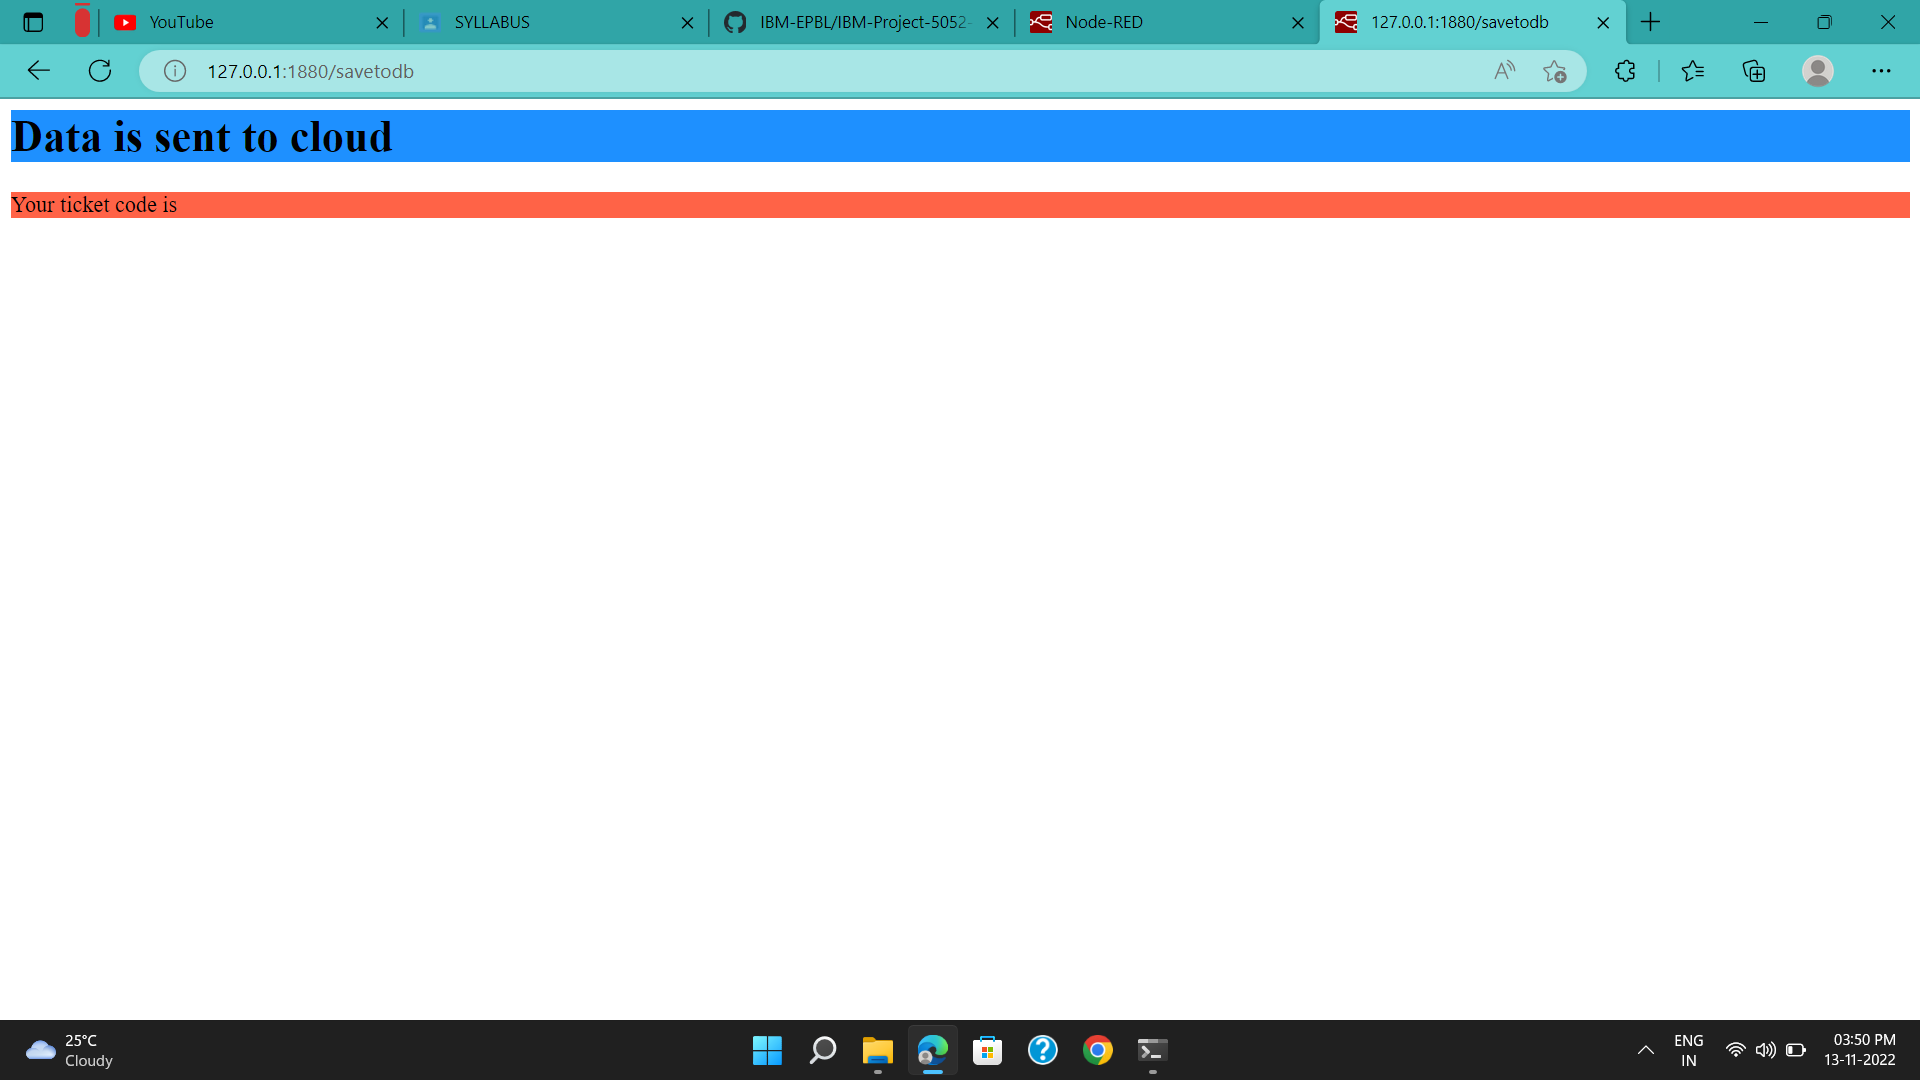 YouTube
SYLLABUS
IBM-EPBL/IBM-Project-5052-
Node-RED
127.0.0.1:1880/savetodb
127.0.0.1:1880/savetodb
Data is sent to cloud
Your ticket code is
25°C
Cloudy
ENG
IN
03:50 PM
13-11-2022